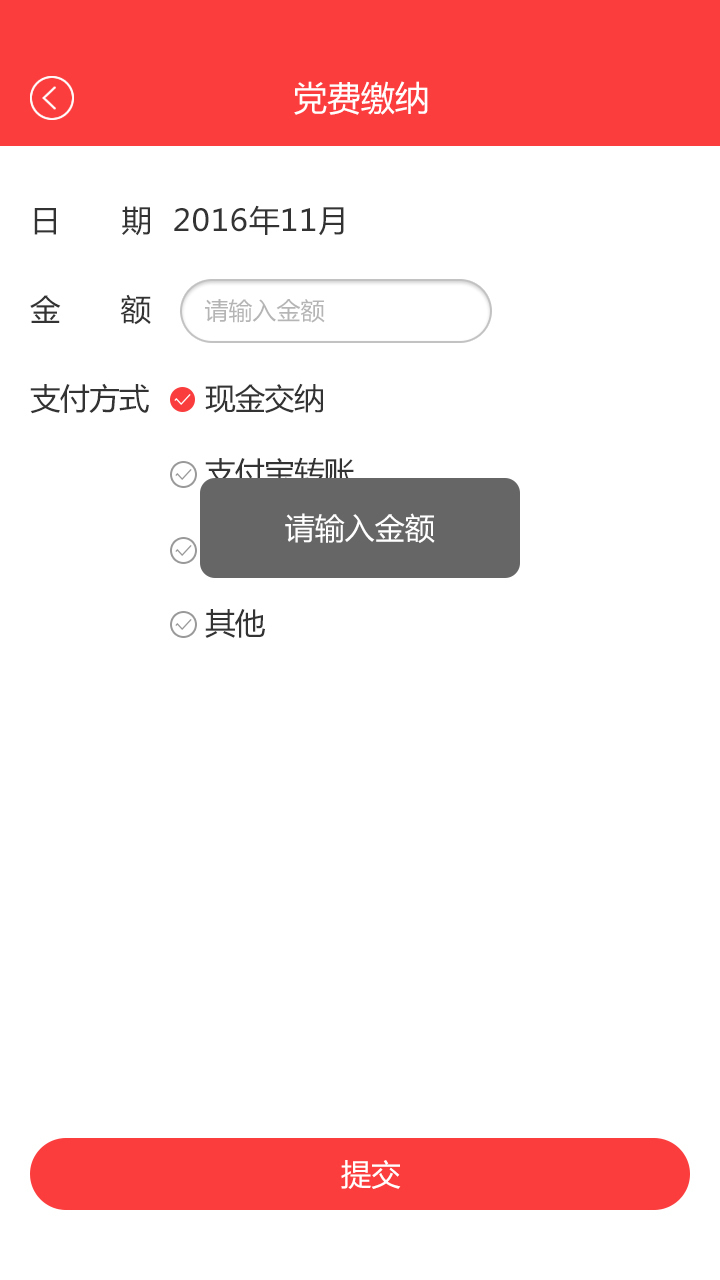 党费缴纳
日 期 2016年11月
金 额 请输入金额
支付方式 现金交纳
支付宝转账
请输入金额
其他
提交